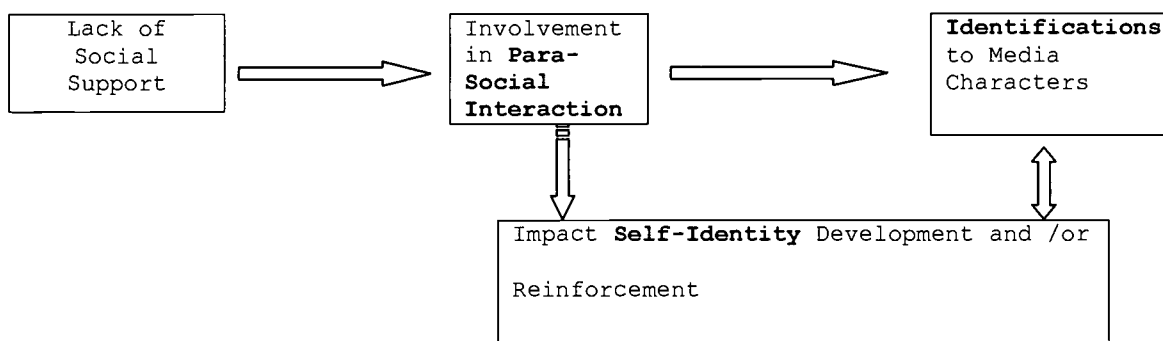 Lack of
Social
Support
Involvement
in Para-
Social
Interaction
Identifications
to Media
Characters
Impact Self-Identity Development and /or
Reinforcement